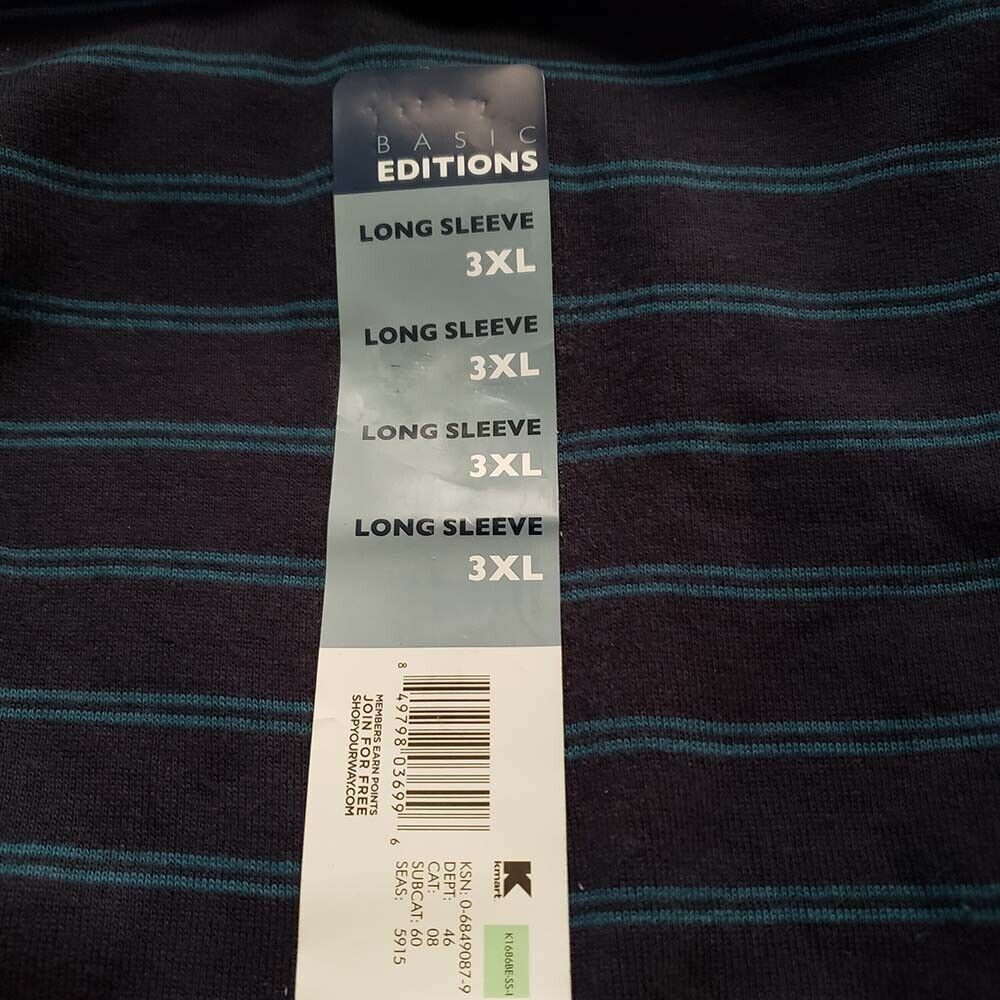 BASIC
EDITIONS
LONG SLEEVE
3XL
LONG SLEEVE
3XL
LONG SLEEVE
3XL
LONG SLEEVE
3XL
8 49798 03699 6
MEMBERS EARN POINTS
JOIN FOR FREE
SHOPYOURWAY.COM
K
kmart
KSN: 0-6849087-9
DEPT: 46
CAT: 08
SUBCAT: 60
SEAS: 5915
K1686BE-SS-I